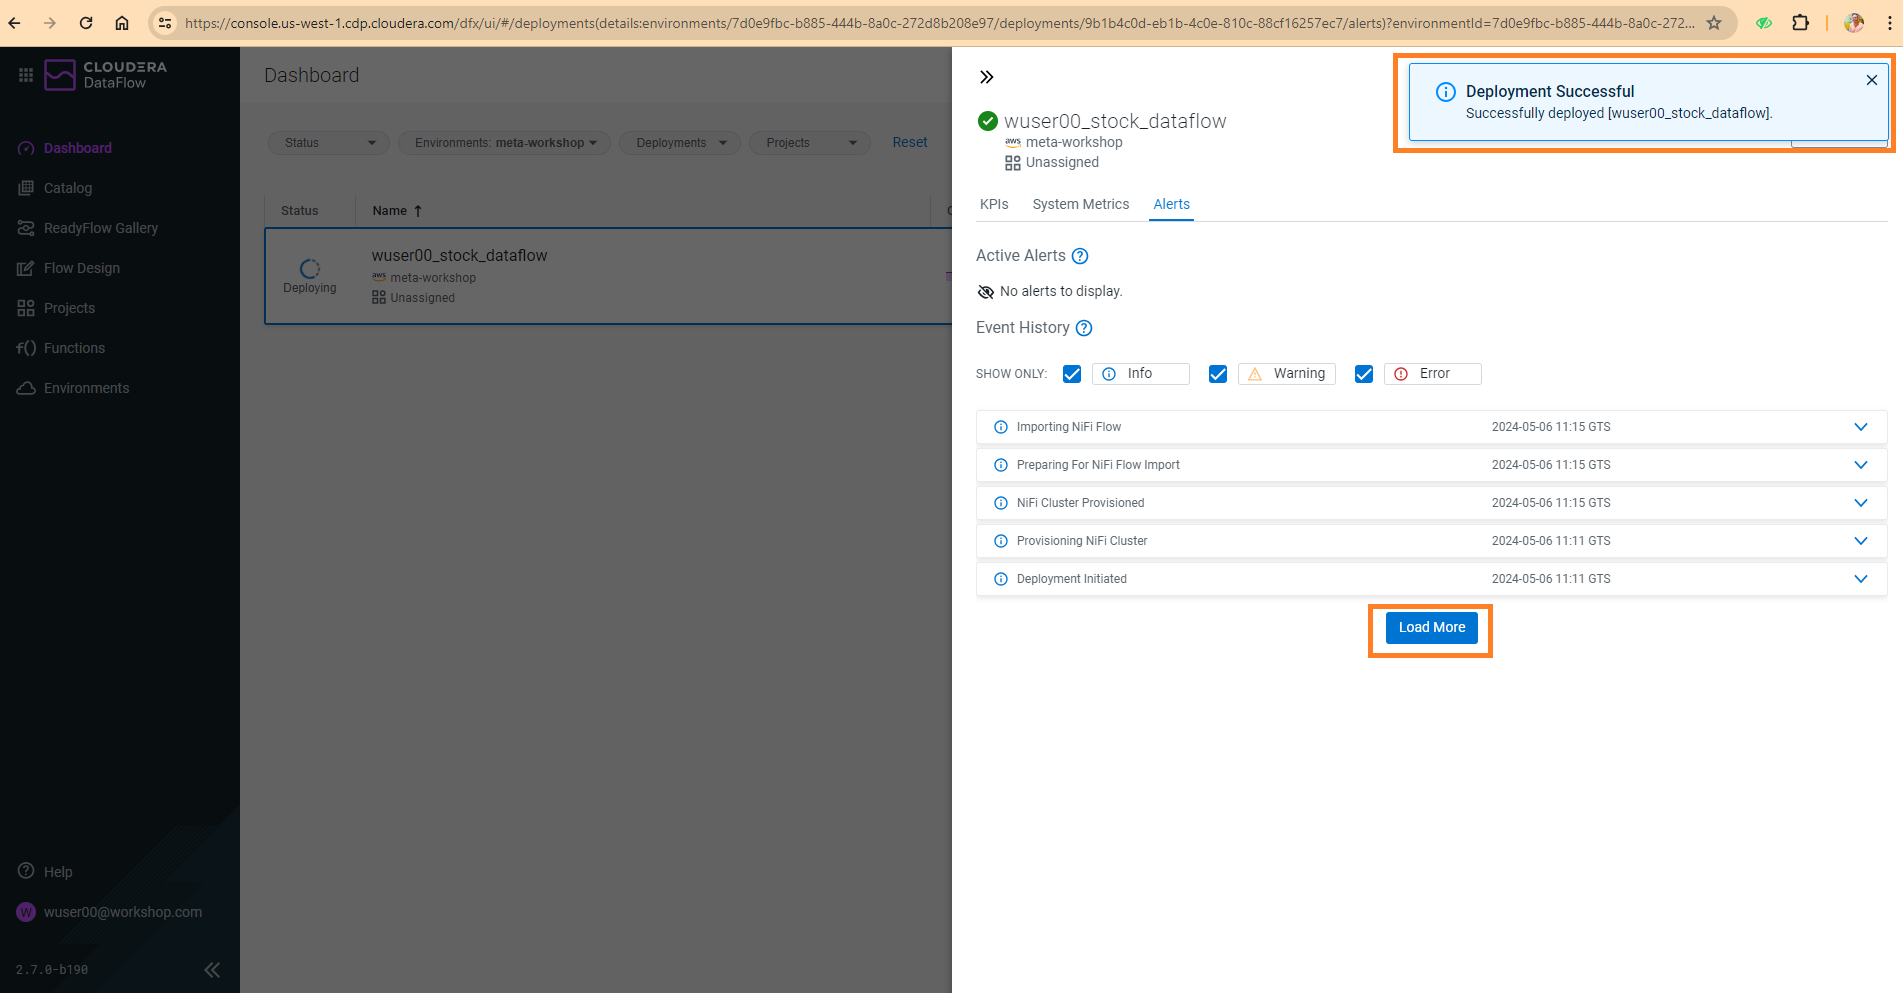 https://console.us-west-1.cdp.cloudera.com/dfx/ui/#/deployments(details:environments/7d0e9fbc-b885-444b-8a0c-272d8b208e97/deployments/9b1b4c0d-eb1b-4c0e-810c-88cf16257ec7/alerts)?environmentId=7d0e9fbc-b885-444b-8a0c-272...
CLOUDERA
DataFlow
Dashboard
Catalog
ReadyFlow Gallery
Flow Design
Projects
f() Functions
Environments
Help
W wuser00@workshop.com
2.7.0-b190
Dashboard
Status
Environments: meta-workshop
Deployments
Projects
Reset
Status
Name
Deploying
wuser00_stock_dataflow
aws meta-workshop
Unassigned
Deployment Successful
Successfully deployed [wuser00_stock_dataflow].
wuser00_stock_dataflow
aws meta-workshop
Unassigned
KPIs
System Metrics
Alerts
Active Alerts ?
No alerts to display.
Event History ?
SHOW ONLY:
Info
Warning
Error
Importing NiFi Flow 2024-05-06 11:15 GTS
Preparing For NiFi Flow Import 2024-05-06 11:15 GTS
NiFi Cluster Provisioned 2024-05-06 11:15 GTS
Provisioning NiFi Cluster 2024-05-06 11:11 GTS
Deployment Initiated 2024-05-06 11:11 GTS
Load More